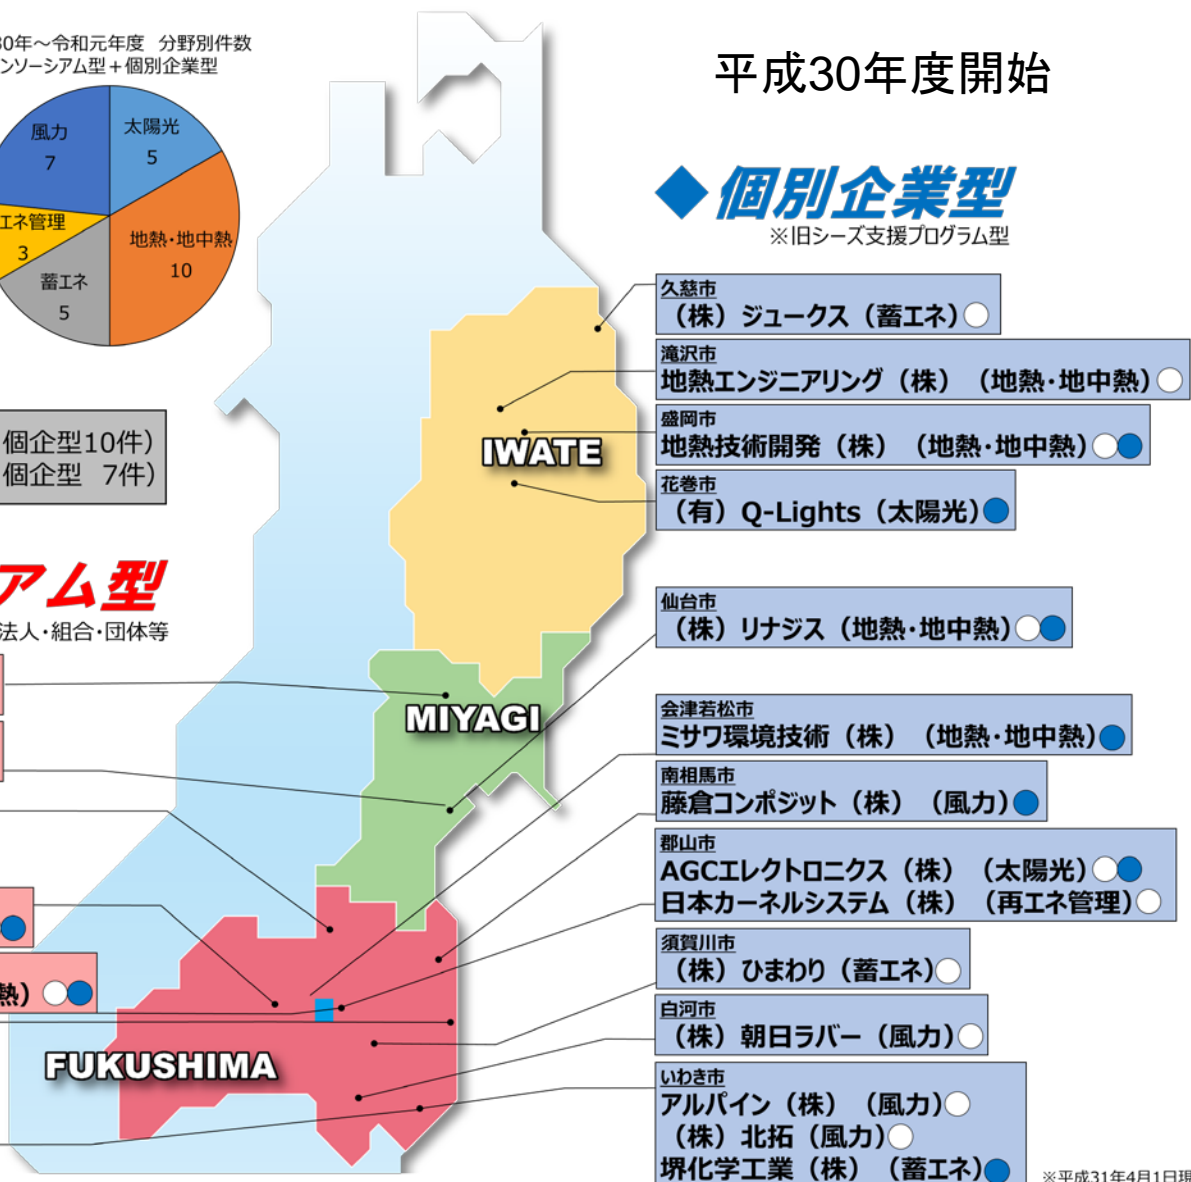 30年～令和元年度 分野別件数
ンソーシアム型＋個別企業型
風力
7
太陽光
5
エネ管理
3
地熱・地中熱
10
蓄エネ
5
個企型10件）
個企型 7件）
アム型
法人・組合・団体等
熱）
平成30年度開始
◆個別企業型
※旧シーズ支援プログラム型
久慈市
（株）ジュークス（蓄エネ）
滝沢市
地熱エンジニアリング（株）（地熱・地中熱）
盛岡市
地熱技術開発（株）（地熱・地中熱）
花巻市
（有）Q-Lights（太陽光）
仙台市
（株）リナジス（地熱・地中熱）
会津若松市
ミサワ環境技術（株）（地熱・地中熱）
南相馬市
藤倉コンポジット（株）（風力）
郡山市
AGCエレクトロニクス（株）（太陽光）
日本カーネルシステム（株）（再エネ管理）
須賀川市
（株）ひまわり（蓄エネ）
白河市
（株）朝日ラバー（風力）
いわき市
アルパイン（株）（風力）
（株）北拓（風力）
堺化学工業（株）（蓄エネ）
IWATE
MIYAGI
FUKUSHIMA
※平成31年4月1日現